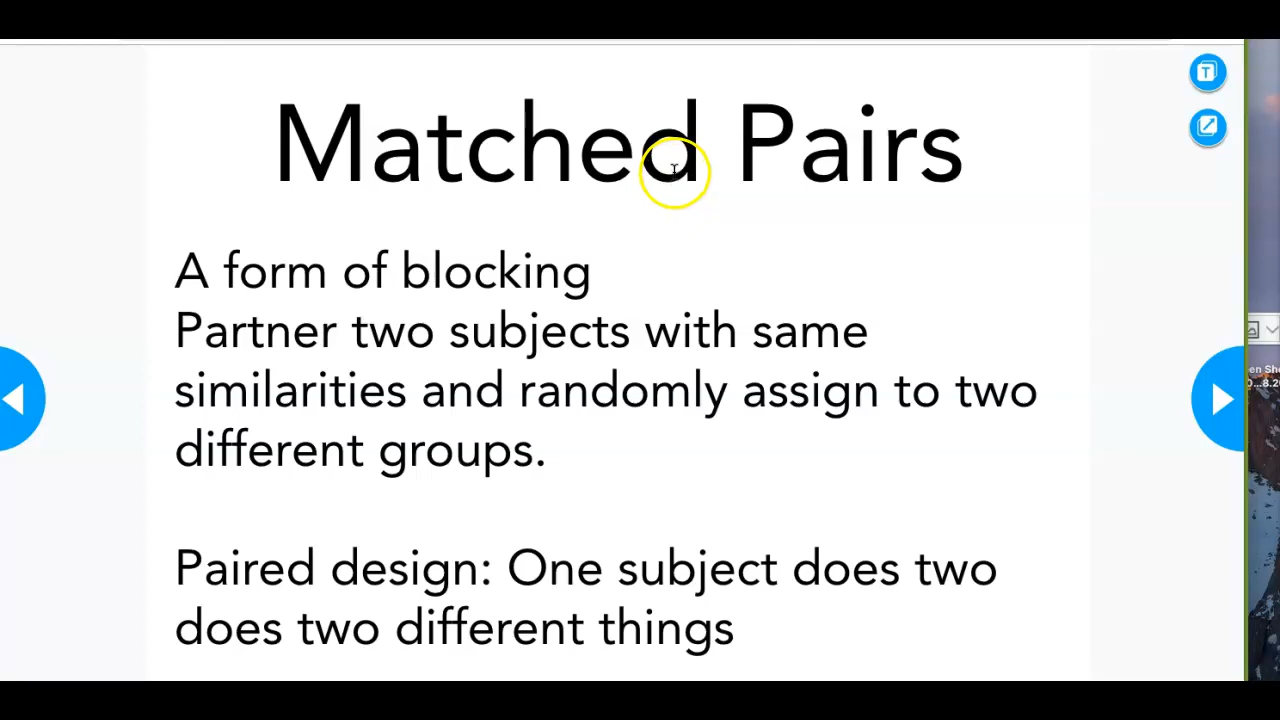 Matched Pairs
A form of blocking
Partner two subjects with same
similarities and randomly assign to two
different groups.
Paired design: One subject does two
does two different things
T